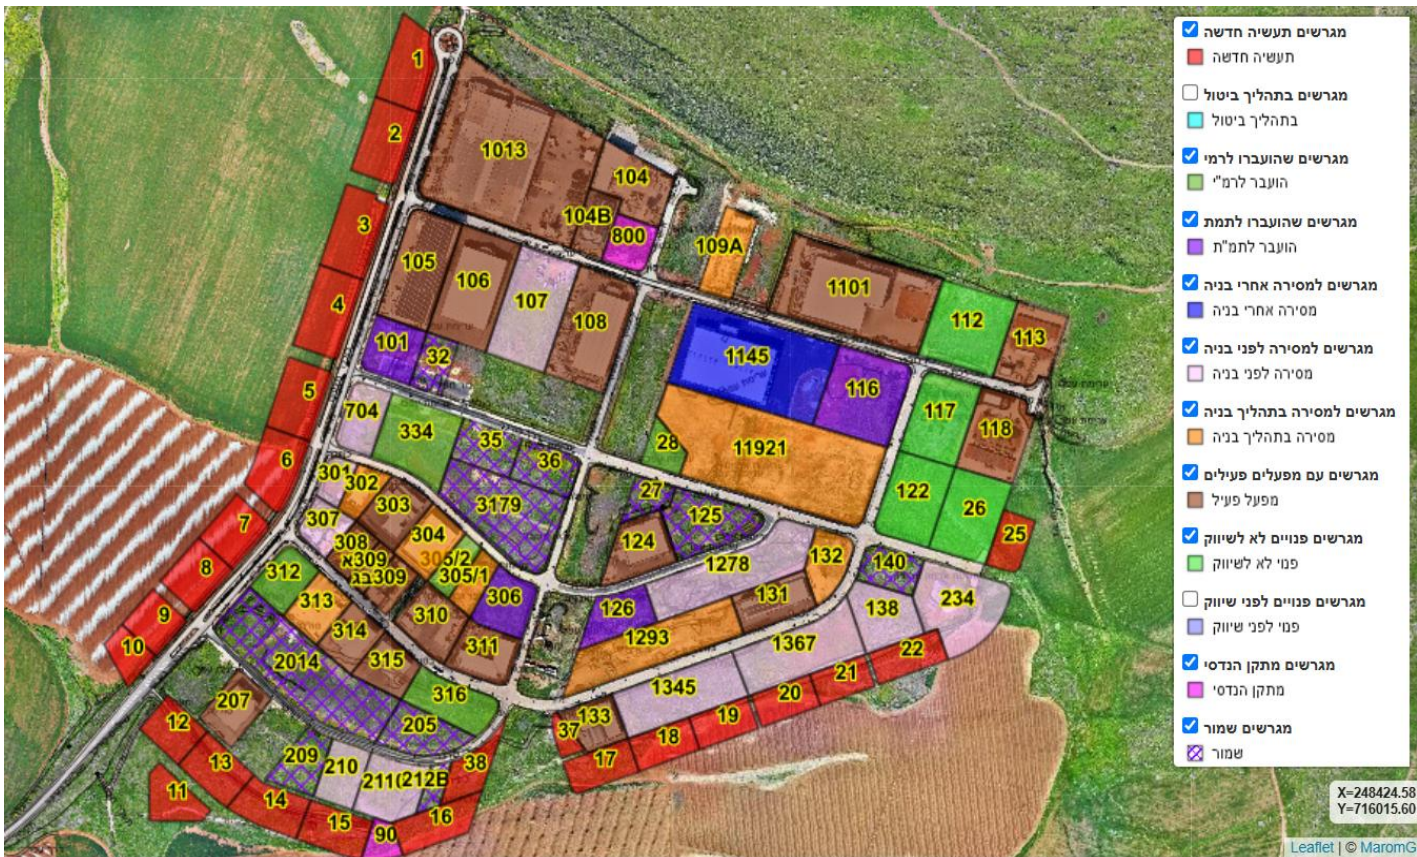 מגרשים תעשיה חדשה
תעשיה חדשה
מגרשים בתהליך ביטול
בתהליך ביטול
מגרשים שהועברו לרמי
הועבר לרמ"י
מגרשים שהועברו לתמת
הועבר לתמ"ת
מגרשים למסירה אחרי בניה
מסירה אחרי בניה
מגרשים למסירה לפני בניה
מסירה לפני בניה
מגרשים למסירה בתהליך בניה
מסירה בתהליך בניה
מגרשים עם מפעלים פעילים
מפעל פעיל
מגרשים פנויים לא לשיווק
פנוי לא לשיווק
מגרשים פנויים לפני שיווק
פנוי לפני שיווק
מגרשים מתקן הנדסי
מתקן הנדסי
מגרשים שמור
שמור
1
2
1013
104
104B
800
109A
3
105
106
107
108
1101
112
113
4
101
32
1145
116
5
704
334
35
36
28
11921
117
118
6
301
302
303
3179
27
125
122
26
25
7
307
308
304
124
8
309א
305/2
305/1
1278
132
140
312
309בג
306
9
313
310
126
131
138
234
10
314
311
1293
1367
22
2014
315
316
1345
20
21
207
205
133
37
18
19
12
13
209
210
2110
212B
38
17
11
14
15
90
16
X=248424.58
Y=716015.60
Leaflet | © MaromG